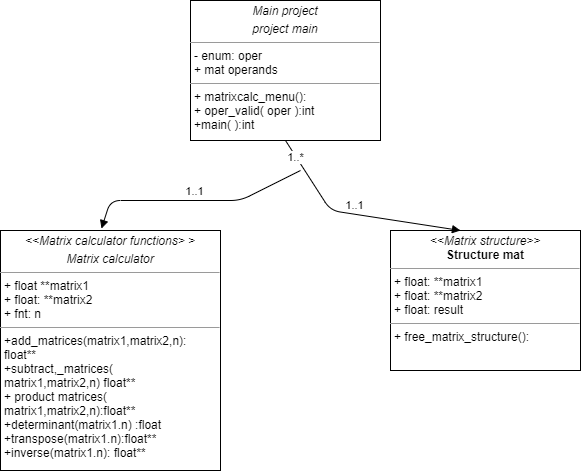 Main project
project main
- enum: oper
+ mat operands
+ matrixcalc_menu():
+ oper_valid( oper ):int
+main( ):int
1..*
1..1
1..1
<<Matrix calculator functions> >
Matrix calculator
+ float **matrix1
+ float: **matrix2
+ fnt: n
+add_matrices(matrix1,matrix2,n):
float**
+subtract,_matrices(
matrix1,matrix2,n) float**
+ product matrices(
matrix1,matrix2,n):float**
+determinant(matrix1.n) :float
+transpose(matrix1.n):float**
+inverse(matrix1.n): float**
<<Matrix structure>>
Structure mat
+ float: **matrix1
+ float: **matrix2
+ float: result
+ free_matrix_structure():